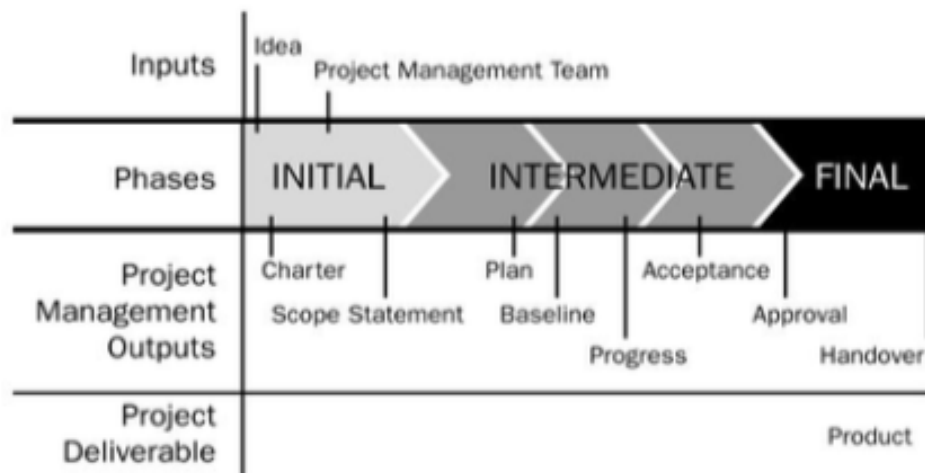 Idea
Inputs
Project Management Team
Phases
INITIAL
INTERMEDIATE
FINAL
Project
Management
Outputs
Charter
Plan
Acceptance
Scope Statement
Baseline
Approval
Progress
Handover
Project
Deliverable
Product